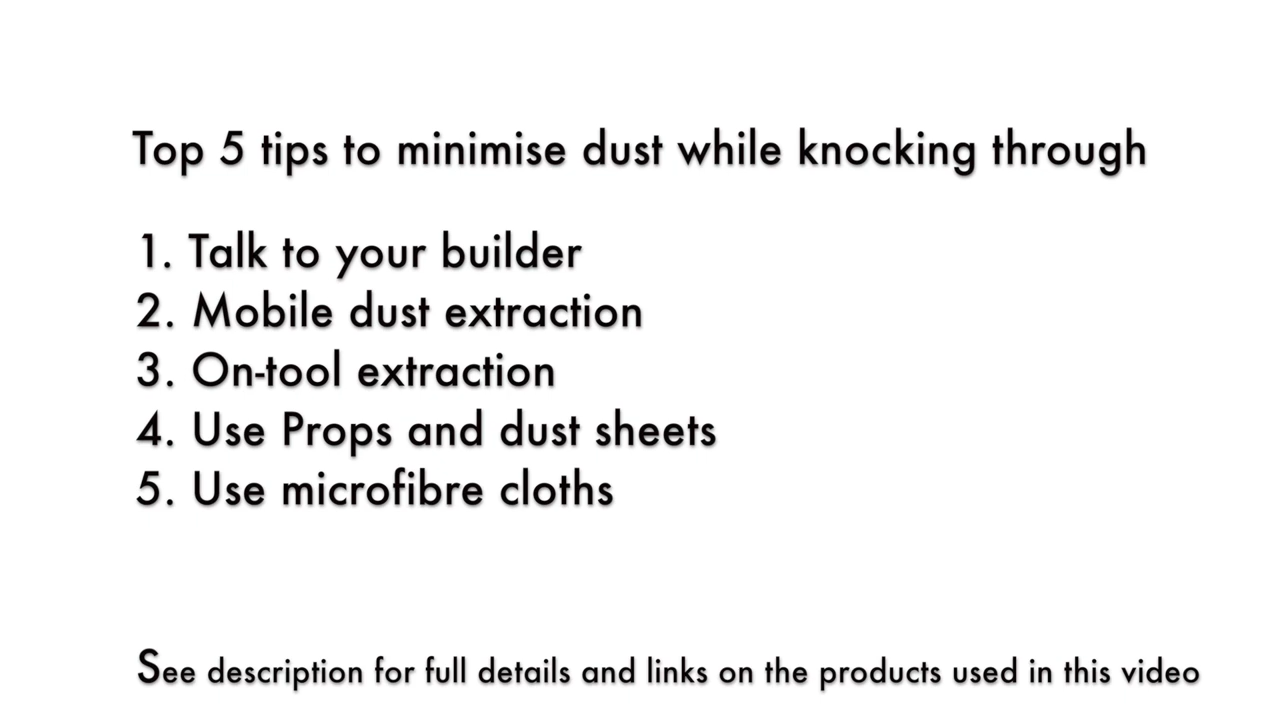 Top 5 tips to minimise dust while knocking through
1. Talk to your builder
2. Mobile dust extraction
3. On-tool extraction
4. Use Props and dust sheets
5. Use microfibre cloths
See description for full details and links on the products used in this video